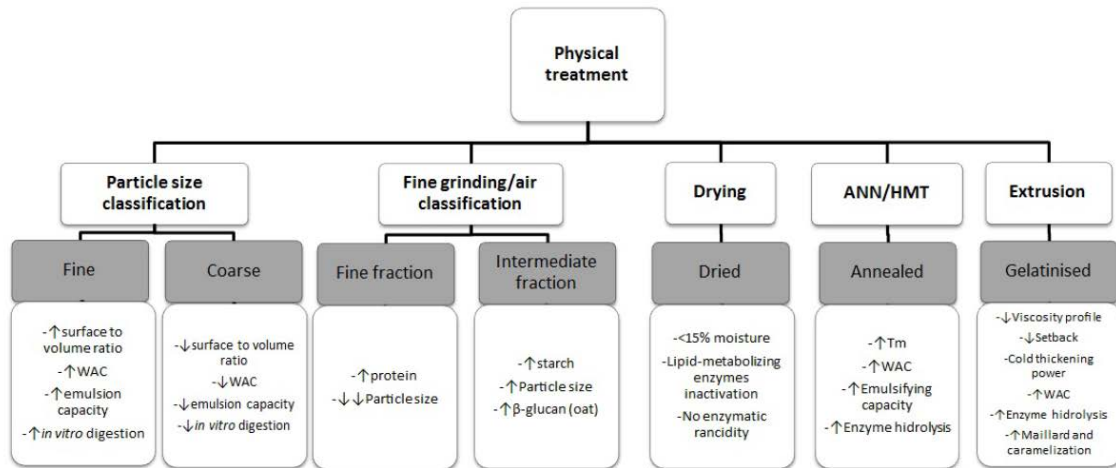 Physical
treatment
Particle size
classification
Fine grinding/air
classification
Drying
ANN/HMT
Extrusion
Fine
Coarse
Fine fraction
Intermediate
fraction
Dried
Annealed
Gelatinised
-↑surface to
volume ratio
-↑WAC
-↑emulsion
capacity
-↑in vitro digestion
-↓surface to volume
ratio
-↓WAC
-↓emulsion capacity
-↓in vitro digestion
-↑protein
-↓↓Particle size
-↑starch
-↑Particle size
-↑β-glucan (oat)
-<15% moisture
-Lipid-metabolizing
enzymes
inactivation
-No enzymatic
rancidity
-↑Tm
-↑WAC
-↑Emulsifying
capacity
-↑Enzyme hidrolysis
-↓Viscosity profile
-↓Setback
-Cold thickening
power
-↑WAC
-↑Enzyme hidrolysis
-↑Maillard and
caramelization